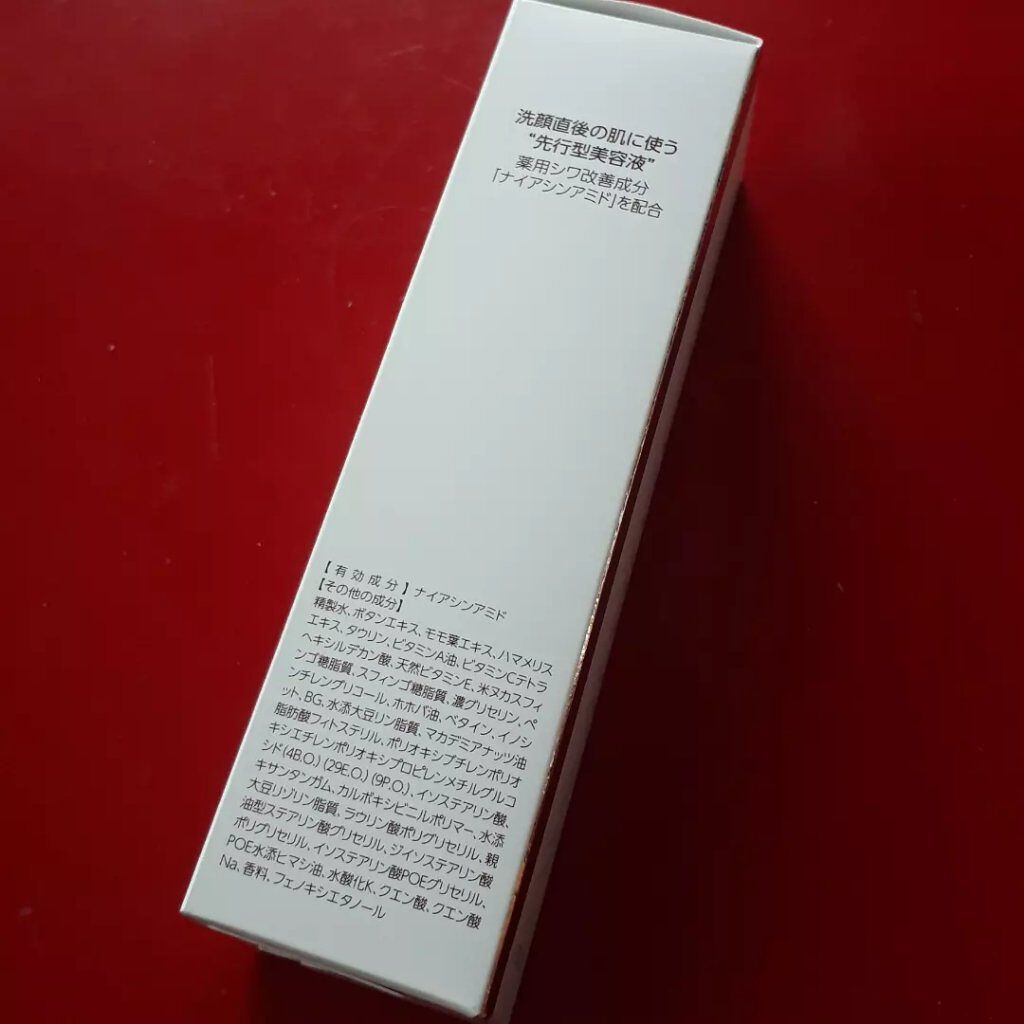 洗顔直後の肌に使う
“先行型美容液”
薬用シワ改善成分
「ナイアシンアミド」を配合
【有効成分】ナイアシンアミド
【その他の成分】
精製水、ボタンエキス、モモ葉エキス、ハマメリス
エキス、タウリン、ビタミンA油、ビタミンCテトラ
ヘキシルデカン酸、天然ビタミンE、米ヌカスフィ
ンゴ糖脂質、スフィンゴ糖脂質、濃グリセリン、ペ
ンチレングリコール、ホホバ油、ベタイン、イノシ
ット、BG、水添大豆リン脂質、マカデミアナッツ油
脂肪酸フィトステリル、ポリオキシブチレンポリオ
キシエチレンポリオキシプロピレンメチルグルコ
シド(4B.O.)(29E.O.)(9P.O.)、イソステアリン酸、
キサンタンガム、カルボキシビニルポリマー、水添
大豆リゾリン脂質、ラウリン酸ポリグリセリル、親
油型ステアリン酸グリセリル、ジイソステアリン酸
ポリグリセリル、イソステアリン酸POEグリセリル、
POE水添ヒマシ油、水酸化K、クエン酸、クエン酸
Na、香料、フェノキシエタノール